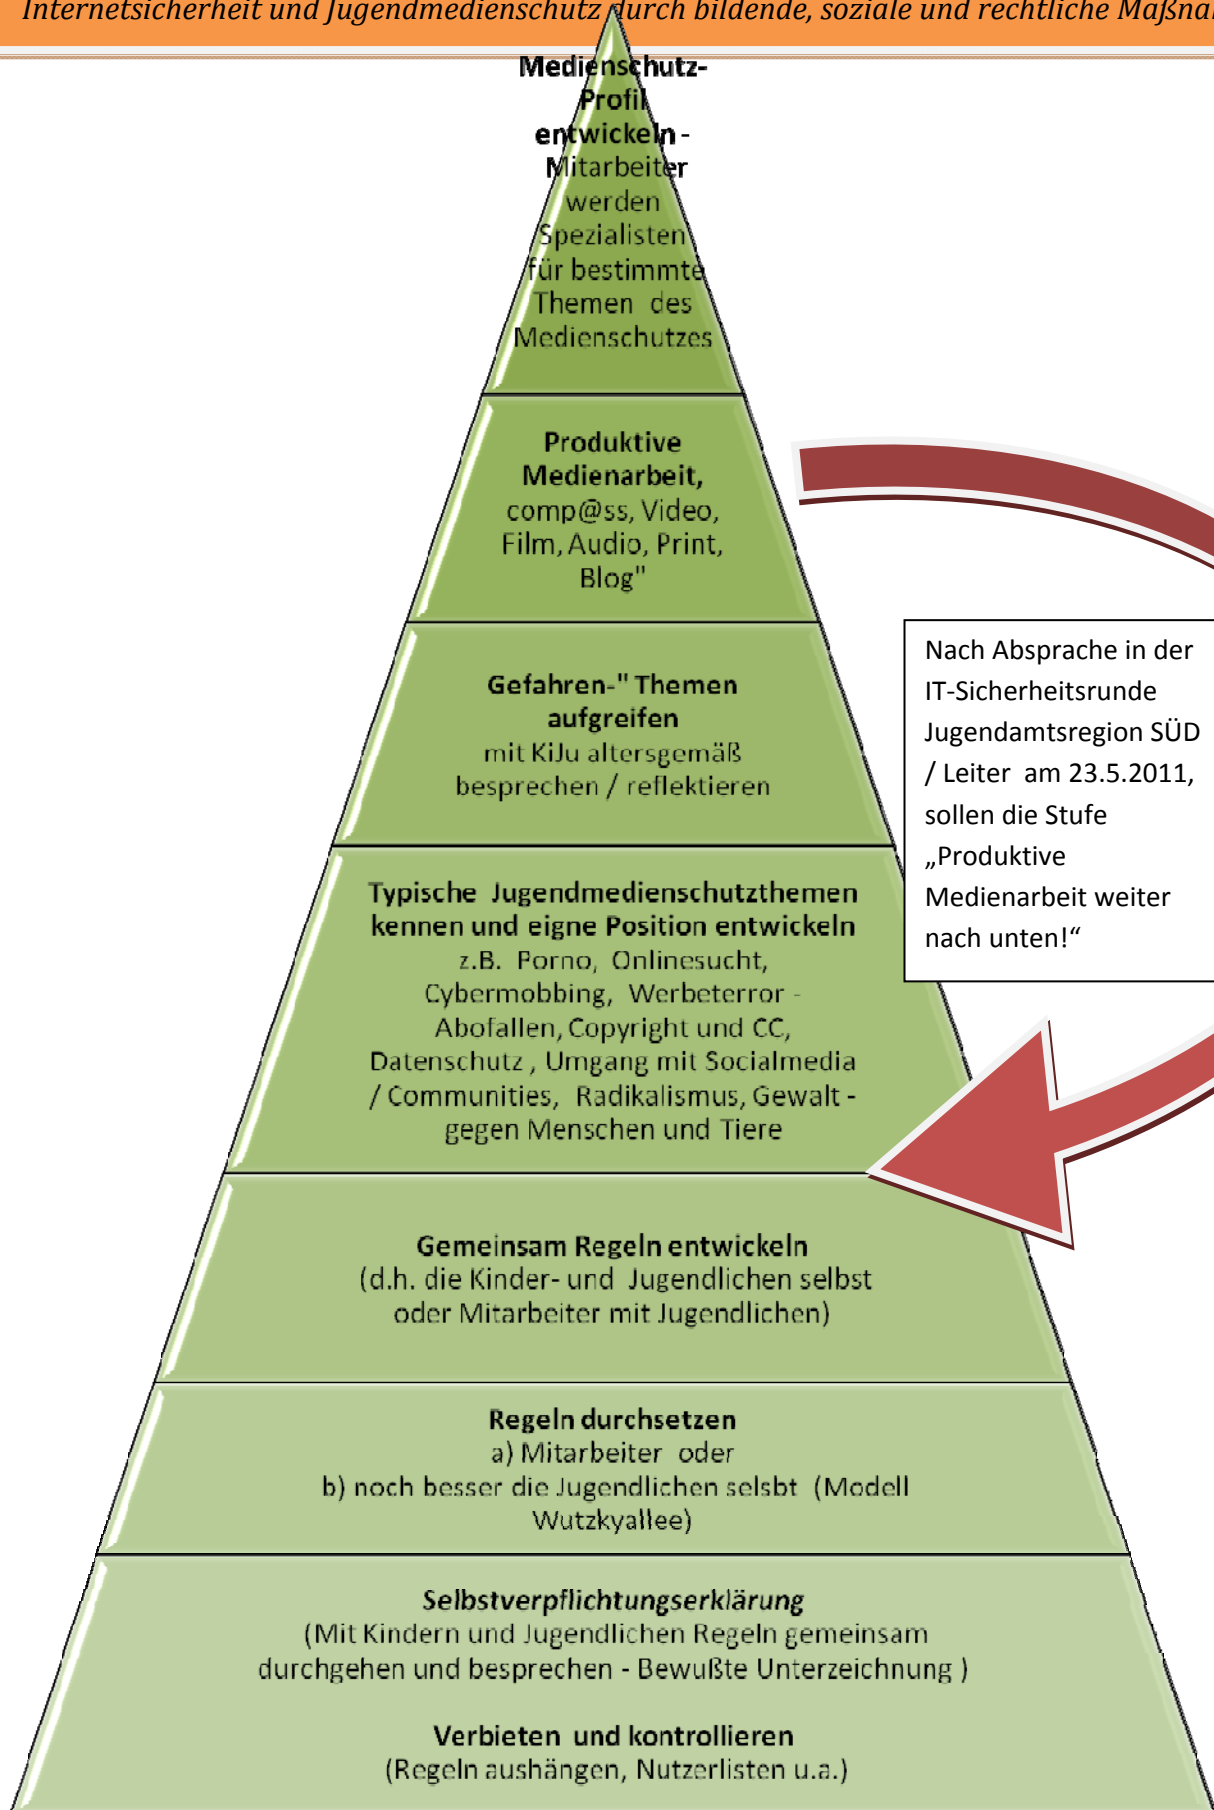 Internetsicherheit und Jugendmedienschutz durch bildende, soziale und rechtliche
Medienschutz-
Profil
entwickeln -
Mitarbeiter
werden
Spezialisten
für bestimmte
Themen des
Medienschutzes
Produktive
Medienarbeit,
comp@ss, Video,
Film, Audio, Print,
Blog"
Gefahren-" Themen
aufgreifen
mit KiJu altersgemäß
besprechen / reflektieren
Nach Absprache in der
IT-Sicherheitsrunde
Jugendamtsregion SÜD
/ Leiter am 23.5.2011,
sollen die Stufe
„Produktive
Medienarbeit weiter
nach unten!“
Typische Jugendmedienschutzthemen
kennen und eigne Position entwickeln
z.B. Porno, Onlinesucht,
Cybermobbing, Werbeterror -
Abofallen, Copyright und CC,
Datenschutz , Umgang mit Socialmedia
/ Communities, Radikalismus, Gewalt -
gegen Menschen und Tiere
Gemeinsam Regeln entwickeln
(d.h. die Kinder- und Jugendlichen selbst
oder Mitarbeiter mit Jugendlichen)
Regeln durchsetzen
a) Mitarbeiter oder
b) noch besser die Jugendlichen selsbt (Modell
Wutzkyallee)
Selbstverpflichtungserklärung
(Mit Kindern und Jugendlichen Regeln gemeinsam
durchgehen und besprechen - Bewußte Unterzeichnung )
Verbieten und kontrollieren
(Regeln aushängen, Nutzerlisten u.a.)